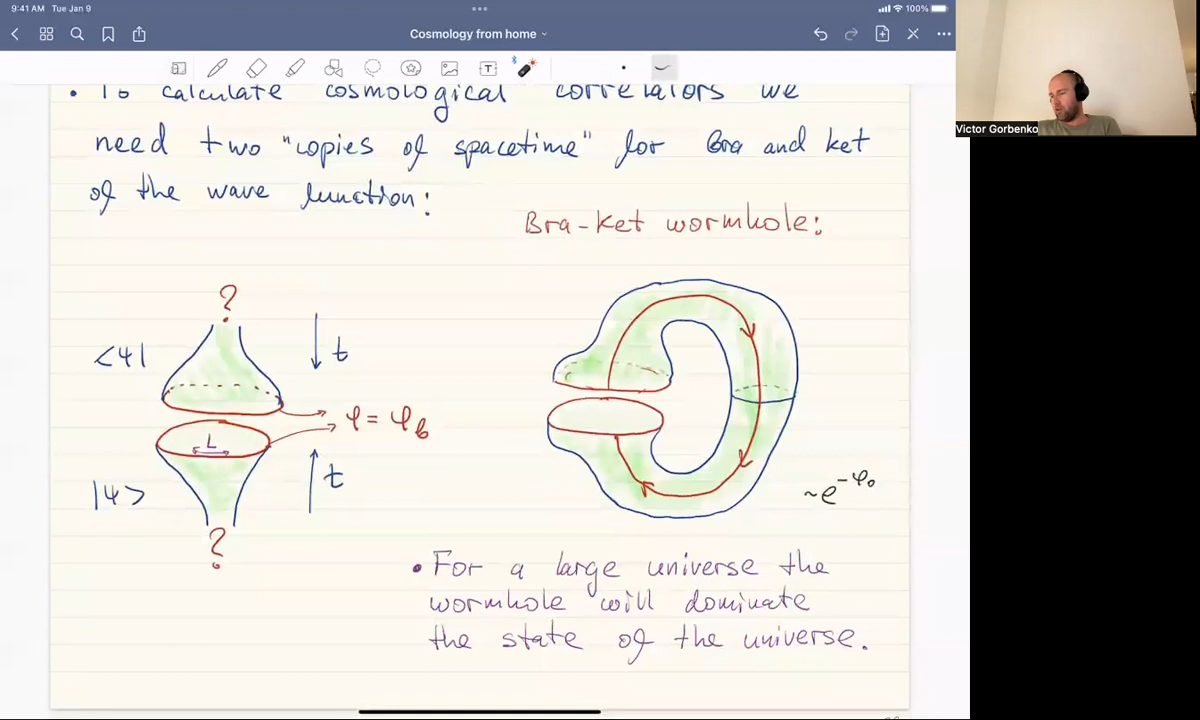 9:41 AM Tue Jan 9
100%
Cosmology from home
Victor Gorbenko
• To calculate cosmological correlators we
need two "copies of spacetime" for Bra and ket
of the wave function:
Bra-ket wormhole:
?
<Ψ|
t
φ = φb
L
|Ψ>
t
?
~e^-φ₀
• For a large universe the
wormhole will dominate
the state of the universe.